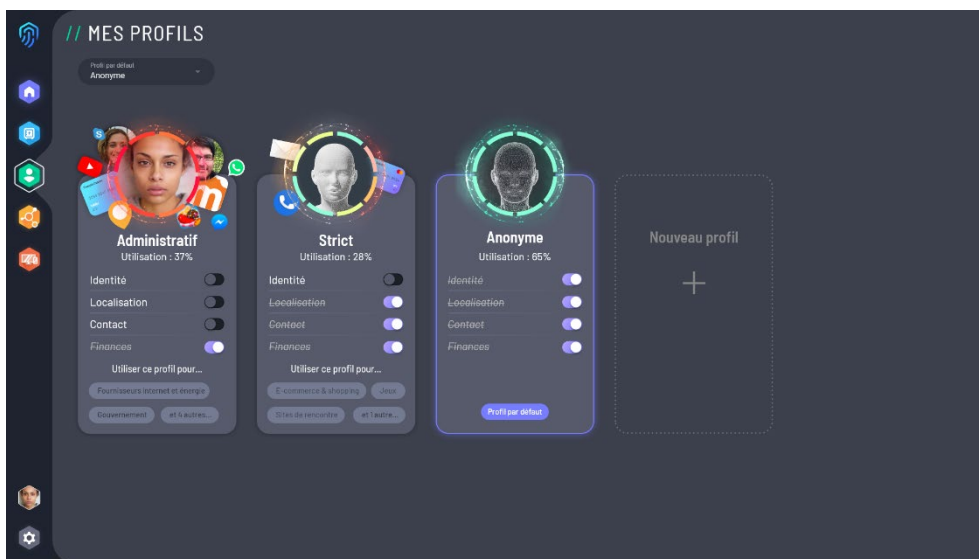 // MES PROFILS
Profil par défaut
Anonyme
Administratif
Utilisation : 37%
Identité
Localisation
Contact
Finances
Utiliser ce profil pour...
Fournisseurs internet et énergie
Gouvernement
et 4 autres...
Strict
Utilisation : 28%
Identité
Localisation
Contact
Finances
Utiliser ce profil pour...
E-commerce & shopping
Jeux
Sites de rencontre
et 1 autre...
Anonyme
Utilisation : 65%
Identité
Localisation
Contact
Finances
Profil par défaut
Nouveau profil